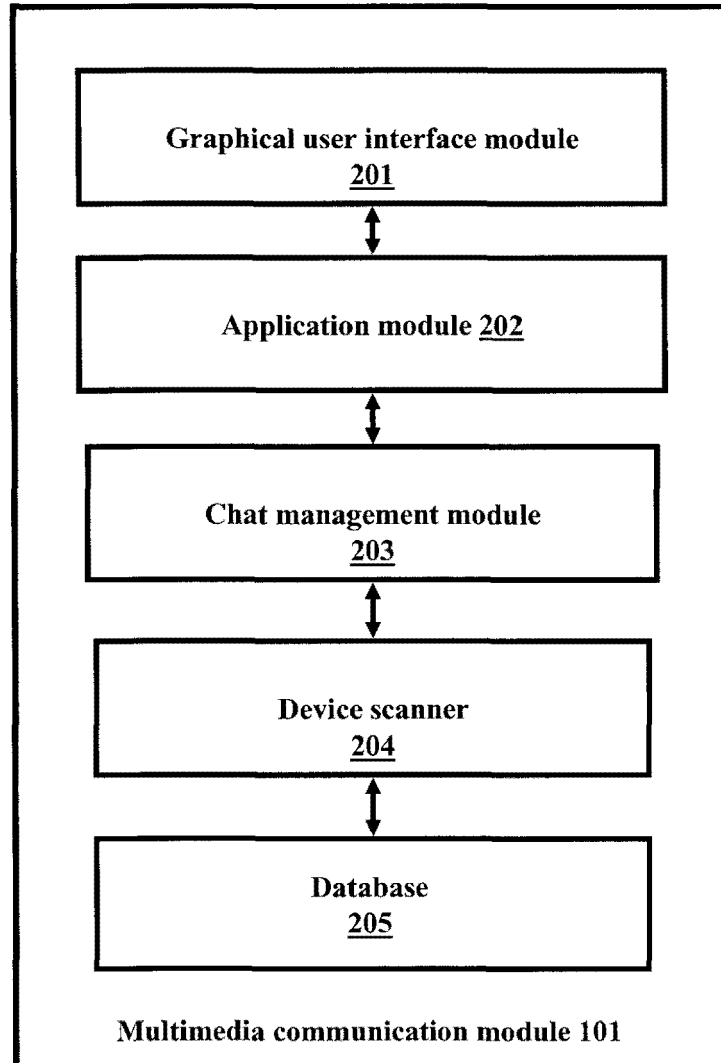 Graphical user interface module
201
Application module 202
Chat management module
203
Device scanner
204
Database
205
Multimedia communication module 101